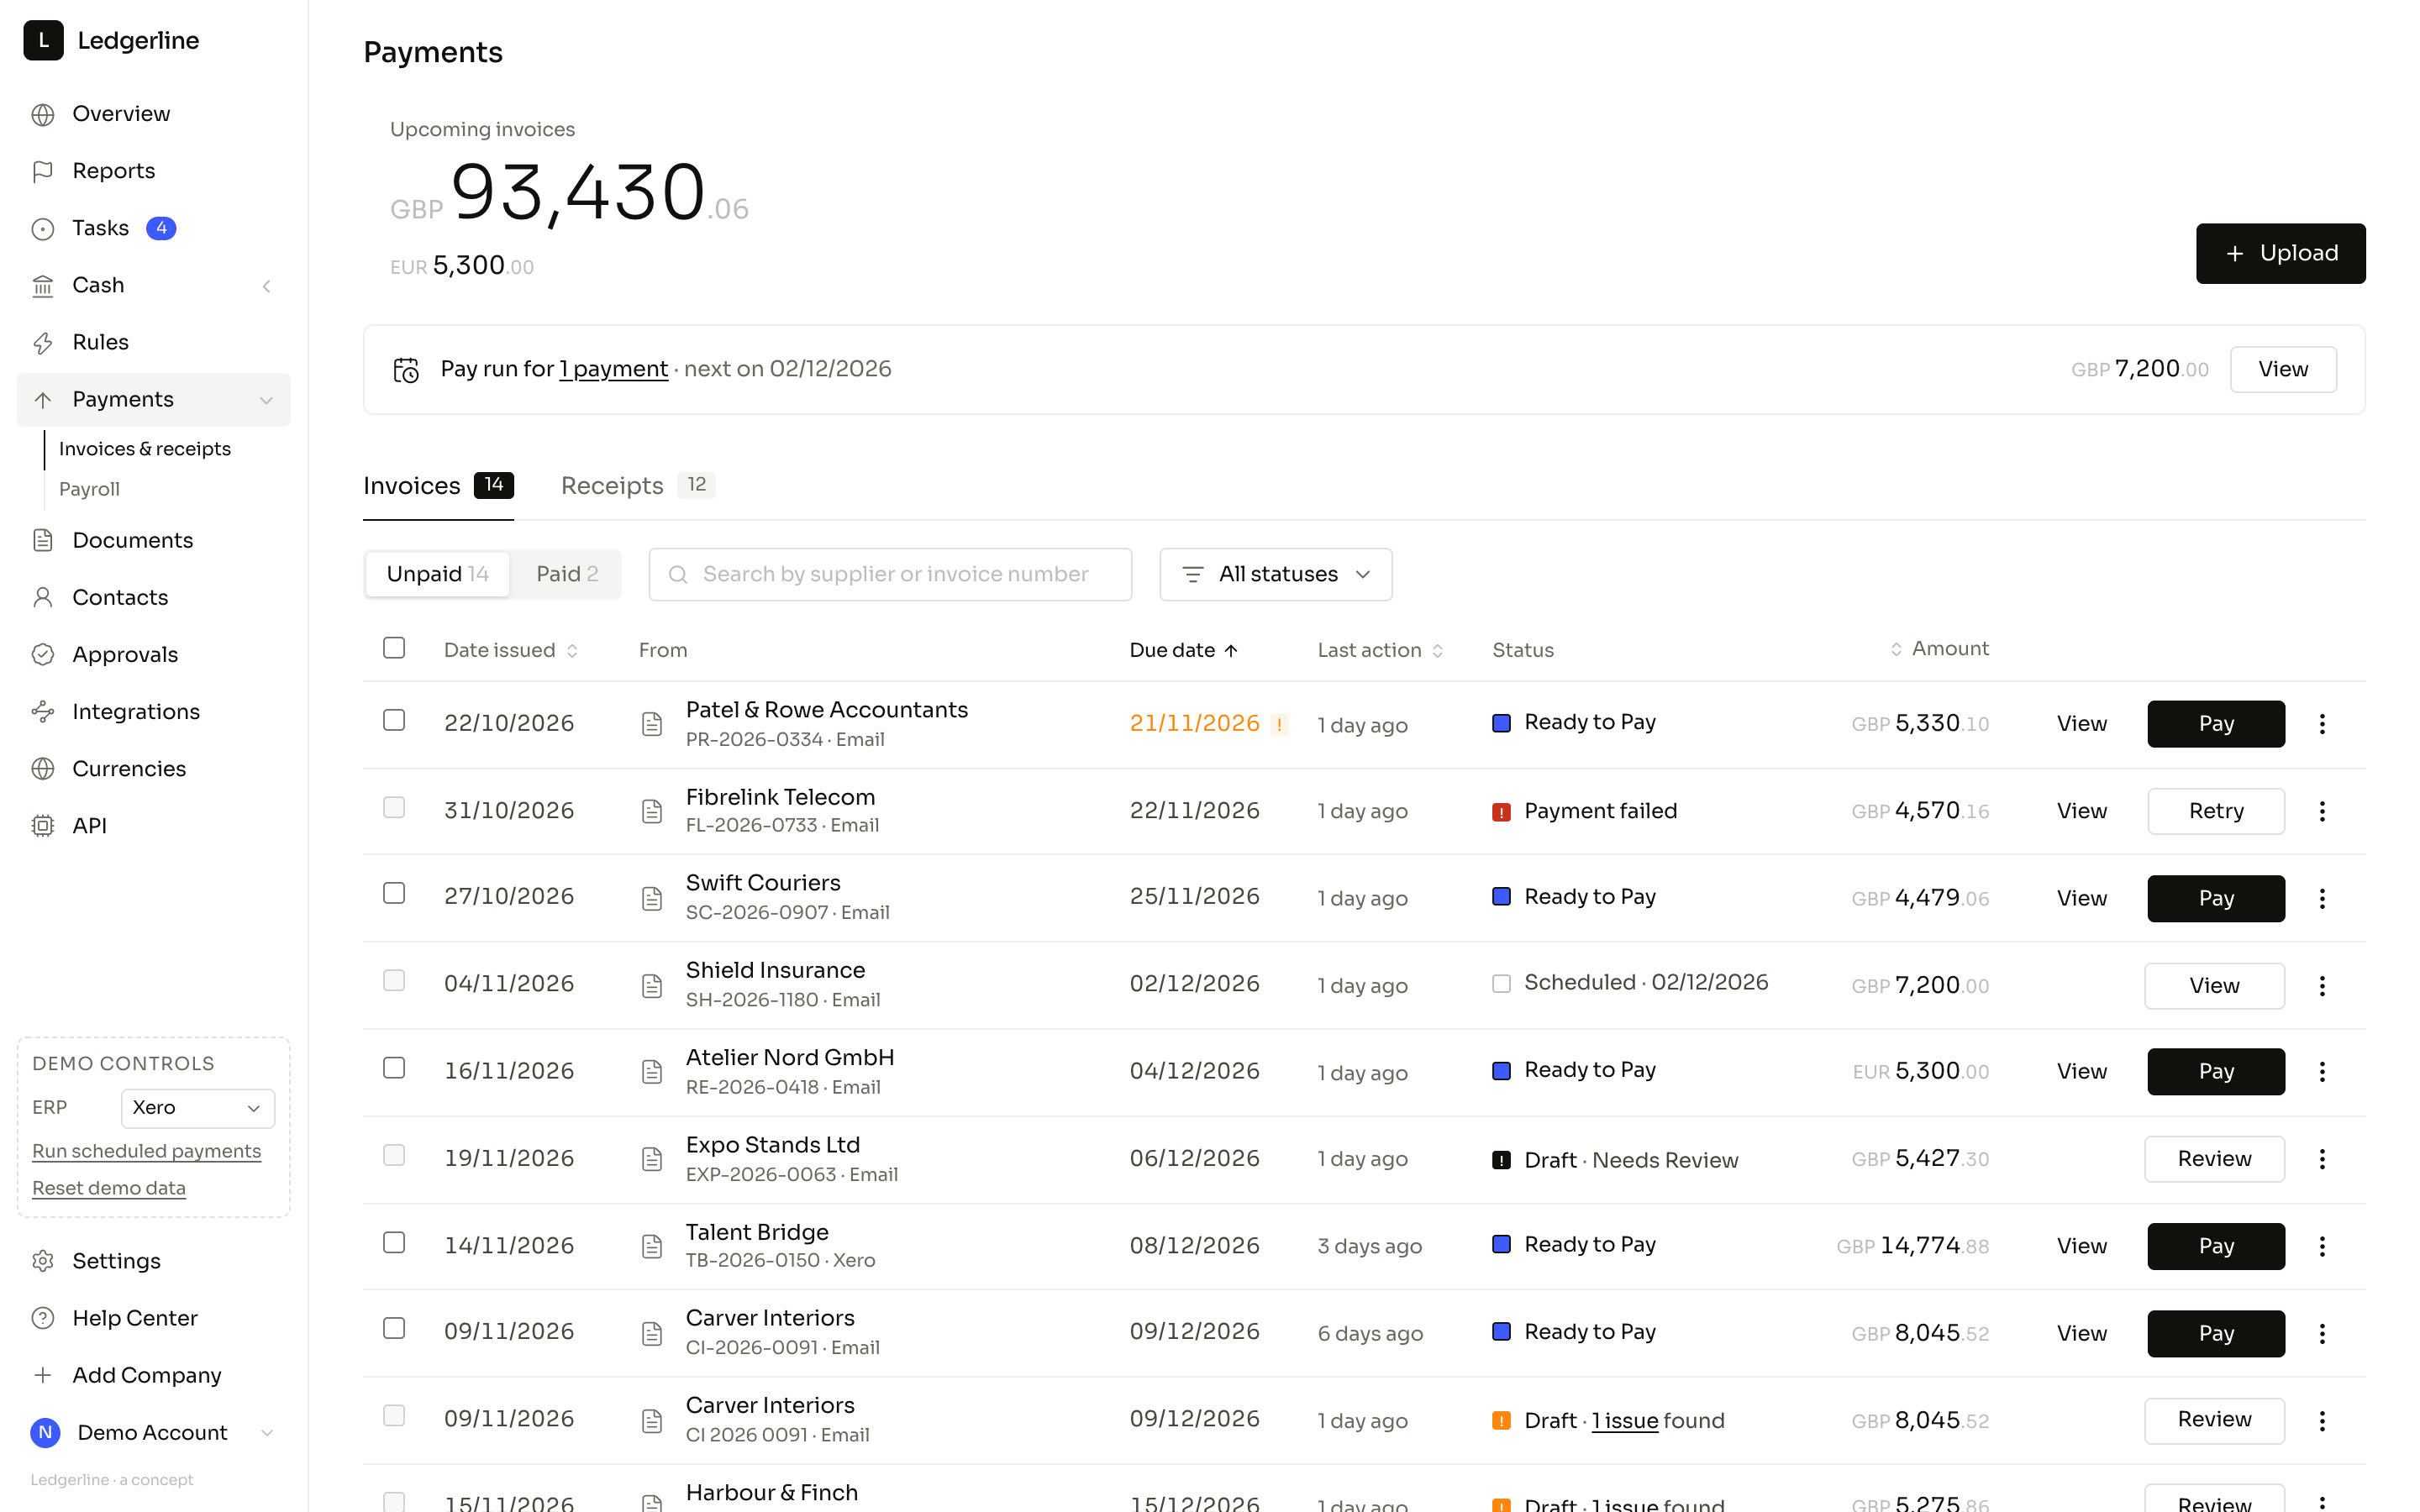 L Ledgerline
Overview
Reports
Tasks 4
Cash
Rules
Payments
Invoices & receipts
Payroll
Documents
Contacts
Approvals
Integrations
Currencies
API
DEMO CONTROLS
ERP Xero
Run scheduled payments
Reset demo data
Settings
Help Center
Add Company
N Demo Account
Ledgerline · a concept
Payments
Upcoming invoices
GBP 93,430.06
EUR 5,300.00
+ Upload
Pay run for 1 payment · next on 02/12/2026 GBP 7,200.00 View
Invoices 14 Receipts 12
Unpaid 14 Paid 2 Search by supplier or invoice number All statuses
Date issued From Due date ↑ Last action Status Amount
22/10/2026 Patel & Rowe Accountants 21/11/2026 ! 1 day ago Ready to Pay GBP 5,330.10 View Pay
PR-2026-0334 · Email
31/10/2026 Fibrelink Telecom 22/11/2026 1 day ago ! Payment failed GBP 4,570.16 View Retry
FL-2026-0733 · Email
27/10/2026 Swift Couriers 25/11/2026 1 day ago Ready to Pay GBP 4,479.06 View Pay
SC-2026-0907 · Email
04/11/2026 Shield Insurance 02/12/2026 1 day ago Scheduled · 02/12/2026 GBP 7,200.00 View
SH-2026-1180 · Email
16/11/2026 Atelier Nord GmbH 04/12/2026 1 day ago Ready to Pay EUR 5,300.00 View Pay
RE-2026-0418 · Email
19/11/2026 Expo Stands Ltd 06/12/2026 1 day ago ! Draft · Needs Review GBP 5,427.30 Review
EXP-2026-0063 · Email
14/11/2026 Talent Bridge 08/12/2026 3 days ago Ready to Pay GBP 14,774.88 View Pay
TB-2026-0150 · Xero
09/11/2026 Carver Interiors 09/12/2026 6 days ago Ready to Pay GBP 8,045.52 View Pay
CI-2026-0091 · Email
09/11/2026 Carver Interiors 09/12/2026 1 day ago ! Draft · 1 issue found GBP 8,045.52 Review
CI 2026 0091 · Email
15/11/2026 Harbour & Finch 15/12/2026 1 day ago ! Draft · 1 issue found GBP 5,275.86 Review